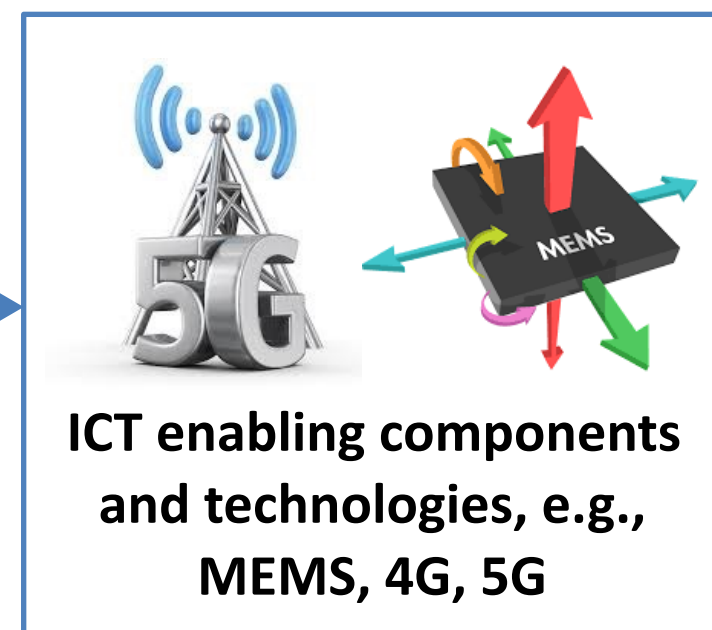 5G
MEMS
ICT enabling components
and technologies, e.g.,
MEMS, 4G, 5G